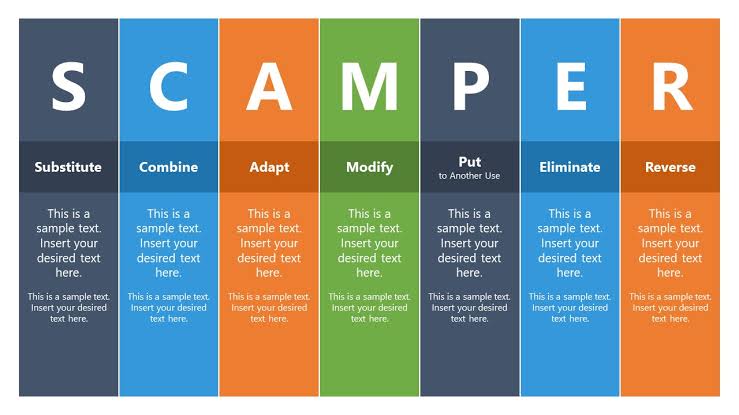 S C A M P E R
Substitute
Combine
Adapt
Modify
Put
to Another Use
Eliminate
Reverse
This is a
sample text.
Insert your
desired text
here.
This is a sample text.
Insert your desired
text here.
This is a
sample text.
Insert your
desired text
here.
This is a sample text.
Insert your desired
text here.
This is a
sample text.
Insert your
desired text
here.
This is a sample text.
Insert your desired
text here.
This is a
sample text.
Insert your
desired text
here.
This is a sample text.
Insert your desired
text here.
This is a
sample text.
Insert your
desired text
here.
This is a sample text.
Insert your desired
text here.
This is a
sample text.
Insert your
desired text
here.
This is a sample text.
Insert your desired
text here.
This is a
sample text.
Insert your
desired text
here.
This is a sample text.
Insert your desired
text here.